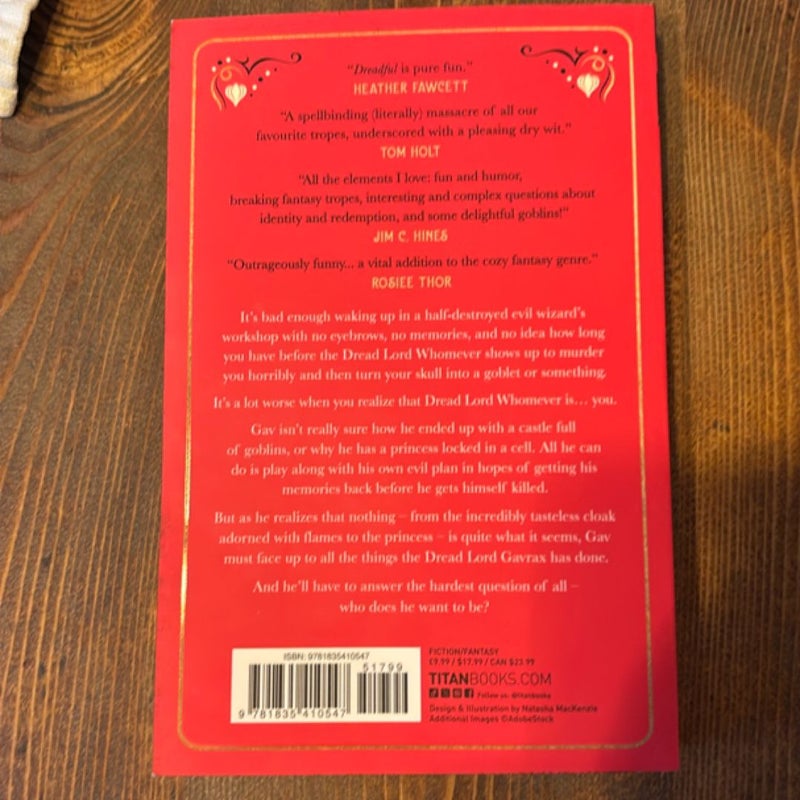 "Dreadful is pure fun."
HEATHER FAWCETT
"A spellbinding (literally) massacre of all our
favourite tropes, underscored with a pleasing dry wit."
TOM HOLT
"All the elements I love: fun and humor,
breaking fantasy tropes, interesting and complex questions about
identity and redemption, and some delightful goblins!"
JIM C. HINES
"Outrageously funny... a vital addition to the cozy fantasy genre."
ROSIEE THOR
It's bad enough waking up in a half-destroyed evil wizard's
workshop with no eyebrows, no memories, and no idea how long
you have before the Dread Lord Whomever shows up to murder
you horribly and then turn your skull into a goblet or something.
It's a lot worse when you realize that Dread Lord Whomever is... you.
Gav isn't really sure how he ended up with a castle full
of goblins, or why he has a princess locked in a cell. All he can
do is play along with his own evil plan in hopes of getting his
memories back before he gets himself killed.
But as he realizes that nothing – from the incredibly tasteless cloak
adorned with flames to the princess – is quite what it seems, Gav
must face up to all the things the Dread Lord Gavrax has done.
And he'll have to answer the hardest question of all –
who does he want to be?
ISBN: 9781835410547
51799
9 781835 410547
FICTION/FANTASY
£9.99 / $17.99 / CAN $23.99
TITANBOOKS.COM
Follow us: @titanbooks
Design & Illustration by Natasha MacKenzie
Additional Images ©AdobeStock